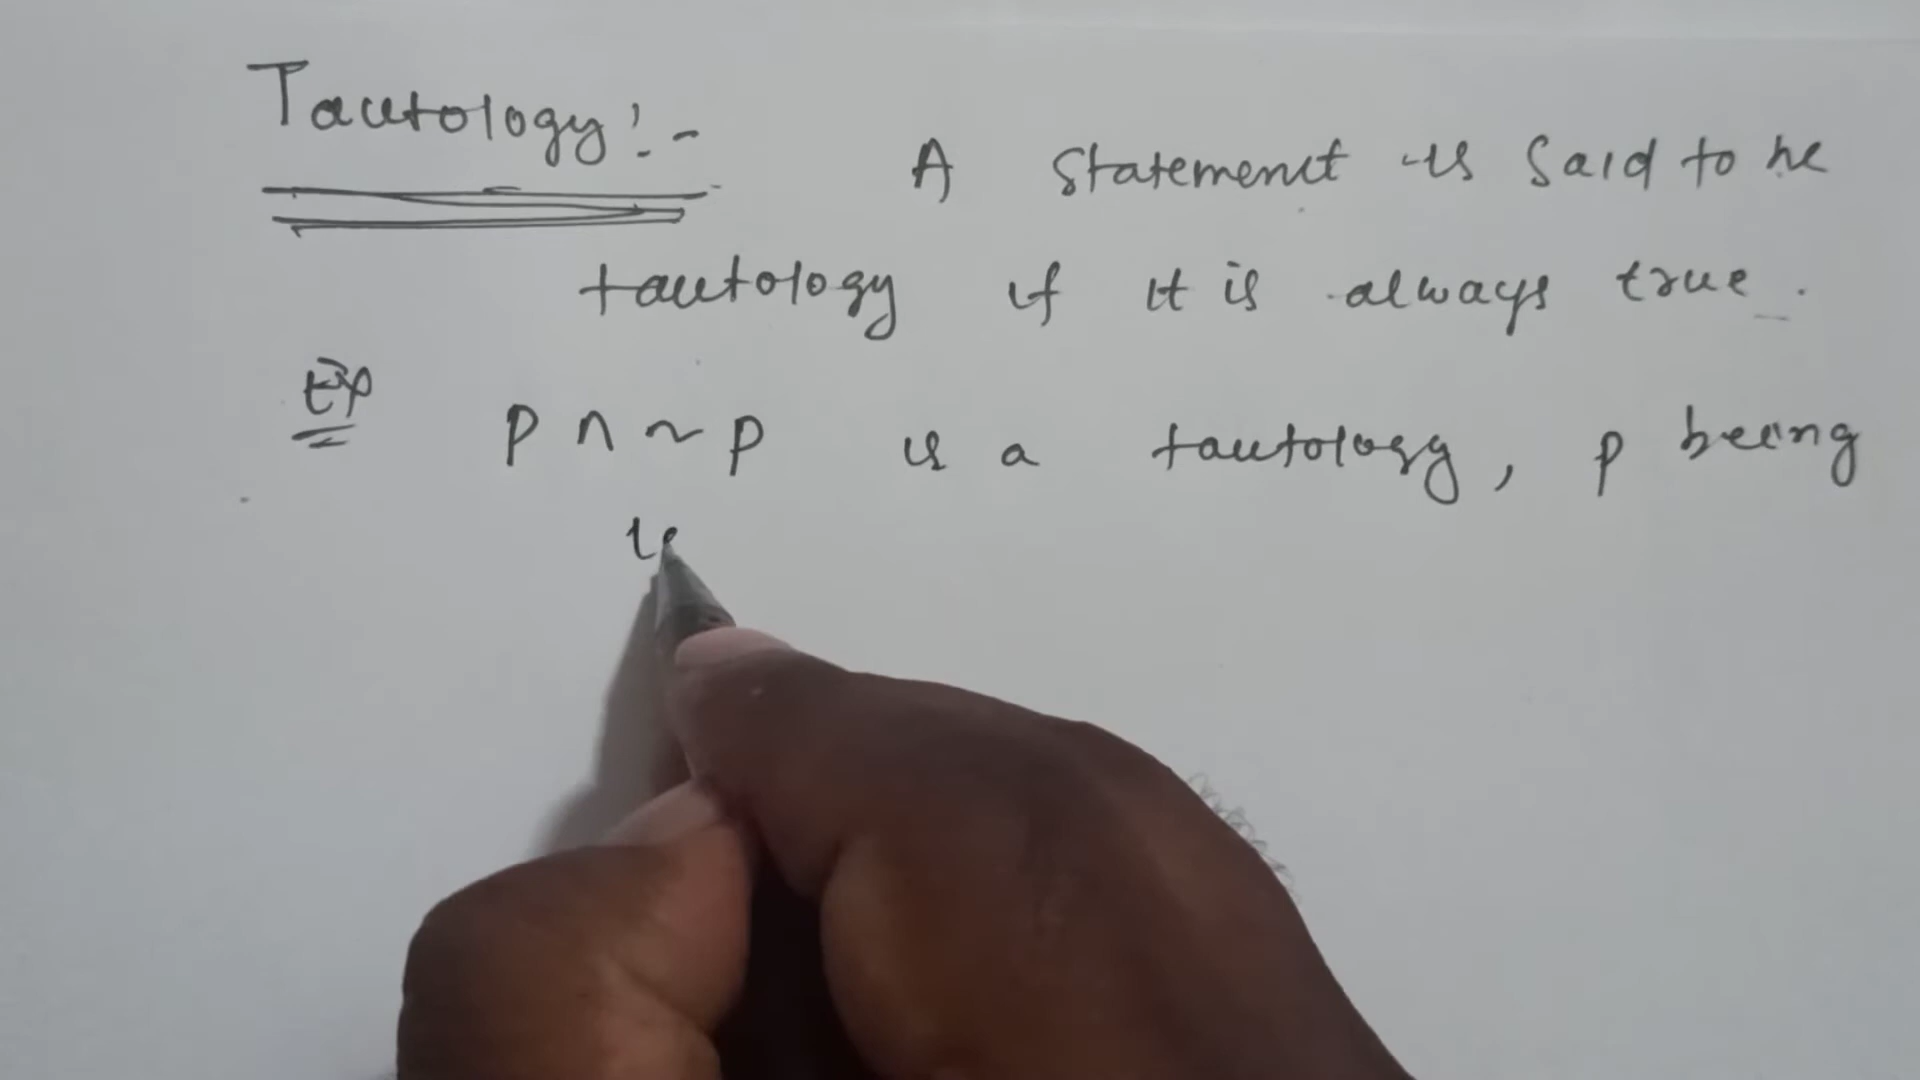 Tautology:- A statement is said to be
tautology if it is always true.
Ex p ∩ ~ p is a tautology, p being